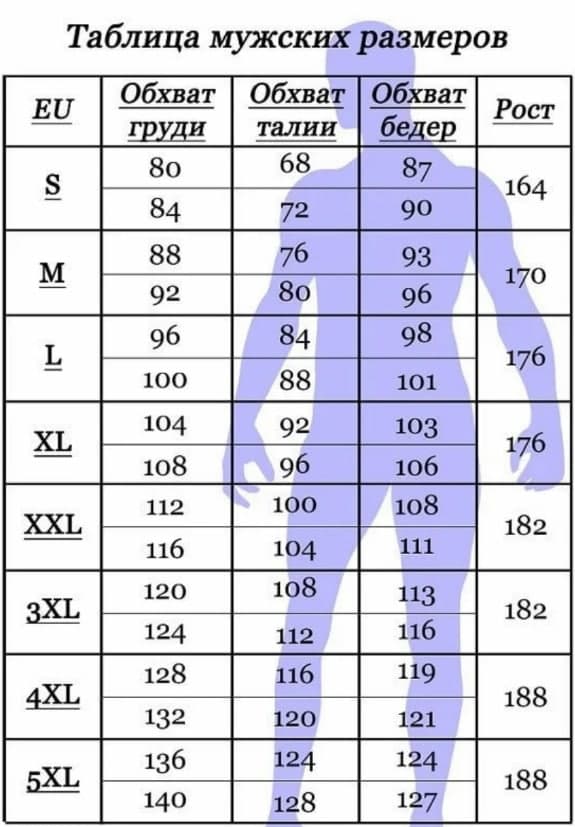 Таблица мужских размеров
EU Обхват груди Обхват талии Обхват бедер Рост
S 80 68 87 164
84 72 90
M 88 76 93 170
92 80 96
L 96 84 98 176
100 88 101
XL 104 92 103 176
108 96 106
XXL 112 100 108 182
116 104 111
3XL 120 108 113 182
124 112 116
4XL 128 116 119 188
132 120 121
5XL 136 124 124 188
140 128 127